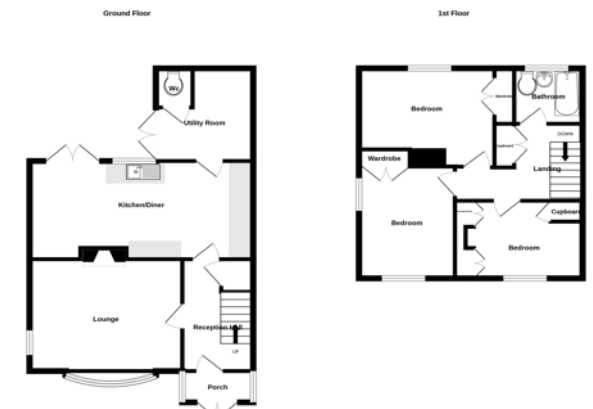 Ground Floor
1st Floor
Wc
Utility Room
Kitchen/Diner
Lounge
Reception Hall
UP
Porch
Bedroom
Wardrobe
Bathroom
Cupboard
DOWN
Wardrobe
Landing
Bedroom
Cupboard
Bedroom